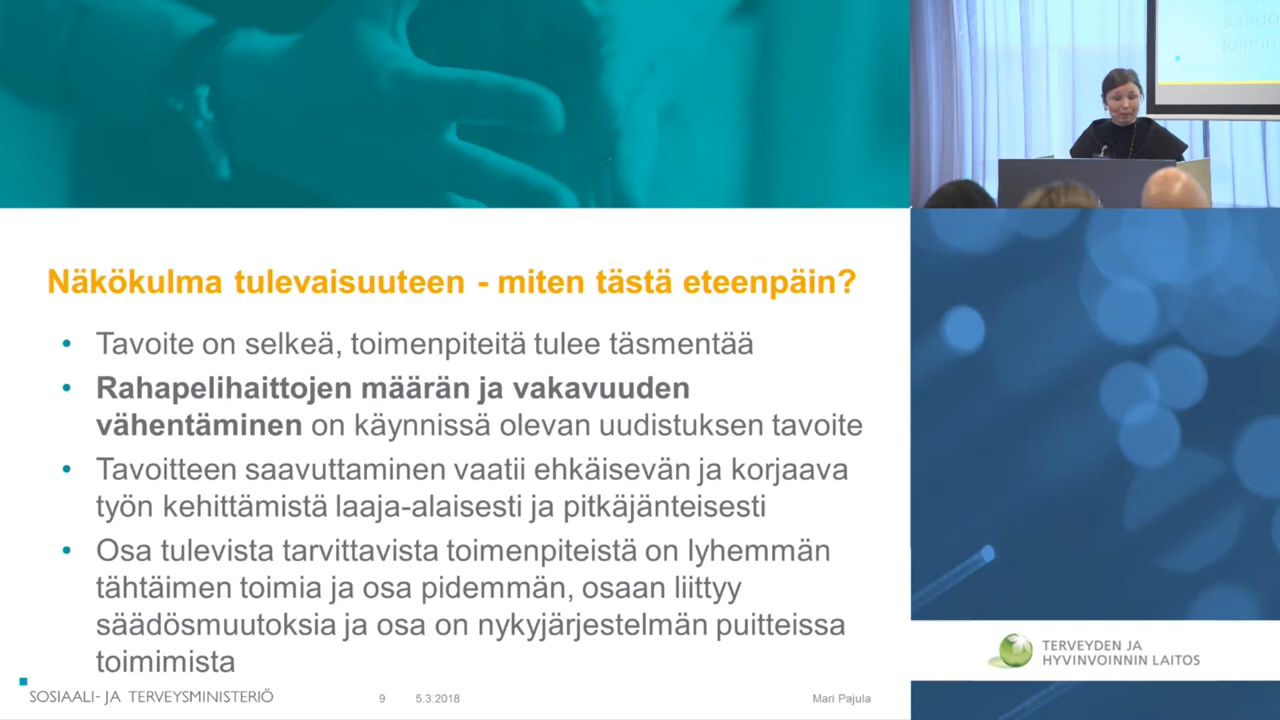 Näkökulma tulevaisuuteen - miten tästä eteenpäin?
• Tavoite on selkeä, toimenpiteitä tulee täsmentää
• Rahapelihaittojen määrän ja vakavuuden
vähentäminen on käynnissä olevan uudistuksen tavoite
• Tavoitteen saavuttaminen vaatii ehkäisevän ja korjaava
työn kehittämistä laaja-alaisesti ja pitkäjänteisesti
• Osa tulevista tarvittavista toimenpiteistä on lyhemmän
tähtäimen toimia ja osa pidemmän, osaan liittyy
säädösmuutoksia ja osa on nykyjärjestelmän puitteissa
toimimista
SOSIAALI- JA TERVEYSMINISTERIÖ
9
5.3.2018
Mari Pajula
TERVEYDEN JA
HYVINVOINNIN LAITOS